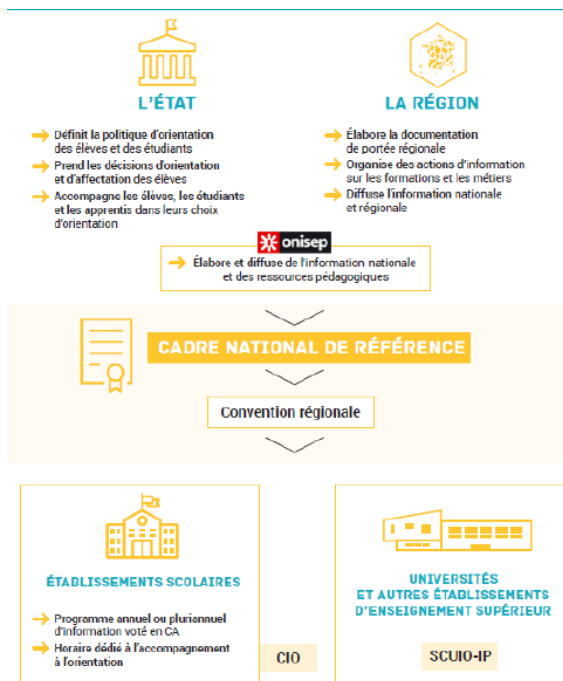 L'ÉTAT
Définit la politique d'orientation
des élèves et des étudiants
Prend les décisions d'orientation
et d'affectation des élèves
Accompagne les élèves, les étudiants
et les apprentis dans leurs choix
d'orientation
LA RÉGION
Élabore la documentation
de portée régionale
Organise des actions d'information
sur les formations et les métiers
Diffuse l'information nationale
et régionale
onisep
Élabore et diffuse de l'information nationale
et des ressources pédagogiques
CADRE NATIONAL DE RÉFÉRENCE
Convention régionale
ÉTABLISSEMENTS SCOLAIRES
Programme annuel ou pluriannuel
d'information voté en CA
Horaire dédié à l'accompagnement
à l'orientation
CIO
UNIVERSITÉS
ET AUTRES ÉTABLISSEMENTS
D'ENSEIGNEMENT SUPÉRIEUR
SCUIO-IP